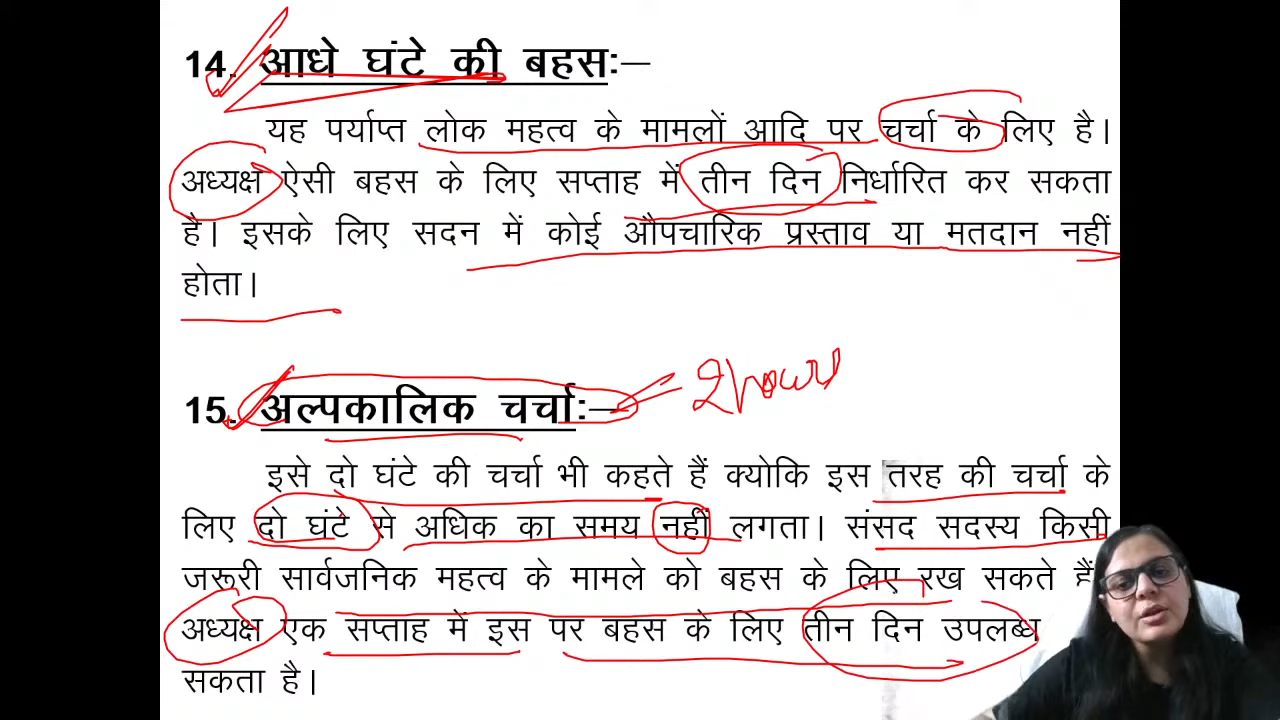 14. आधे घंटे की बहस:–
यह पर्याप्त लोक महत्व के मामलों आदि पर चर्चा के लिए है।
अध्यक्ष ऐसी बहस के लिए सप्ताह में तीन दिन निर्धारित कर सकता
है। इसके लिए सदन में कोई औपचारिक प्रस्ताव या मतदान नहीं
होता।
15. अल्पकालिक चर्चा:– 2 hours
इसे दो घंटे की चर्चा भी कहते हैं क्योकि इस तरह की चर्चा के
लिए दो घंटे से अधिक का समय नहीं लगता। संसद सदस्य किसी
जरूरी सार्वजनिक महत्व के मामले को बहस के लिए रख सकते हैं
अध्यक्ष एक सप्ताह में इस पर बहस के लिए तीन दिन उपलब्ध
सकता है।